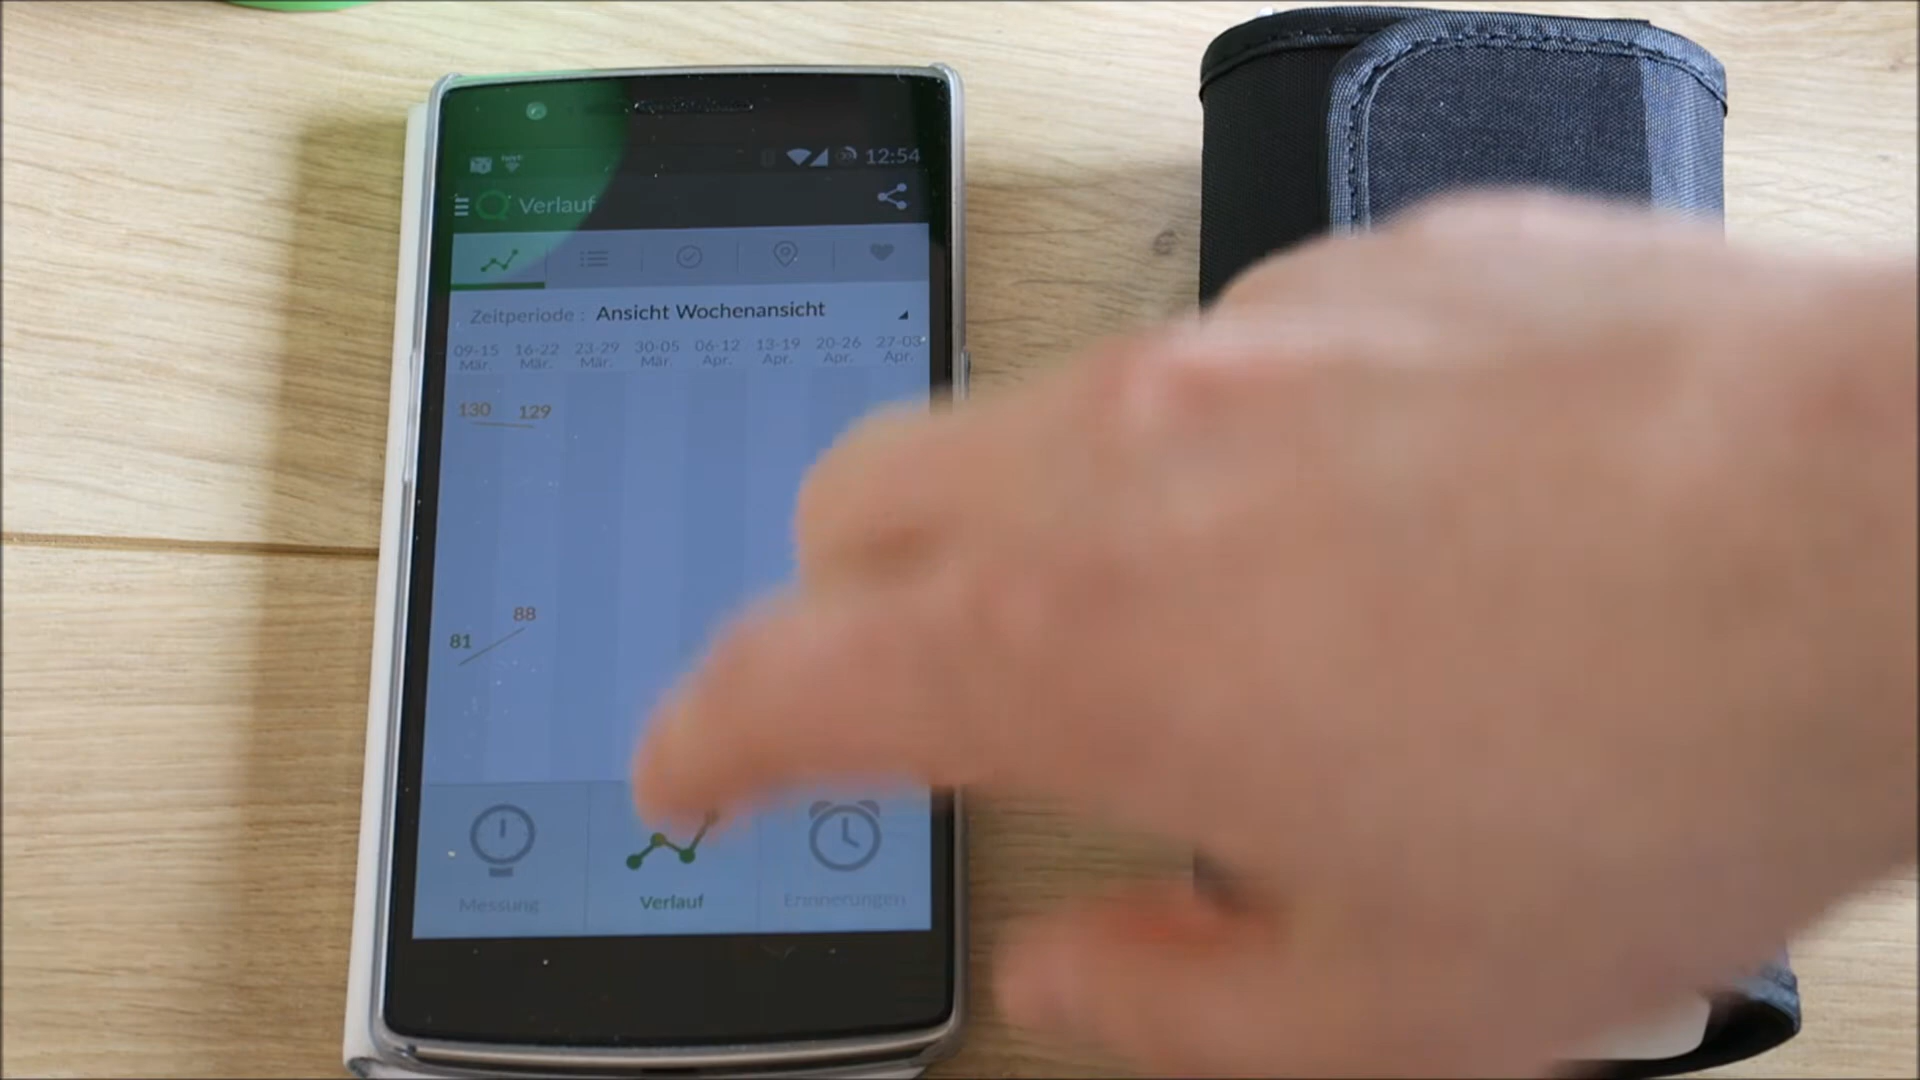 12:54
Verlauf
Zeitperiode : Ansicht Wochenansicht
09-15 16-22 23-29 30-05 06-12 13-19 20-26 27-03
Mär. Mär. Mär. Mär. Apr. Apr. Apr. Apr.
130 129
88
81
Messung Verlauf Erinnerungen